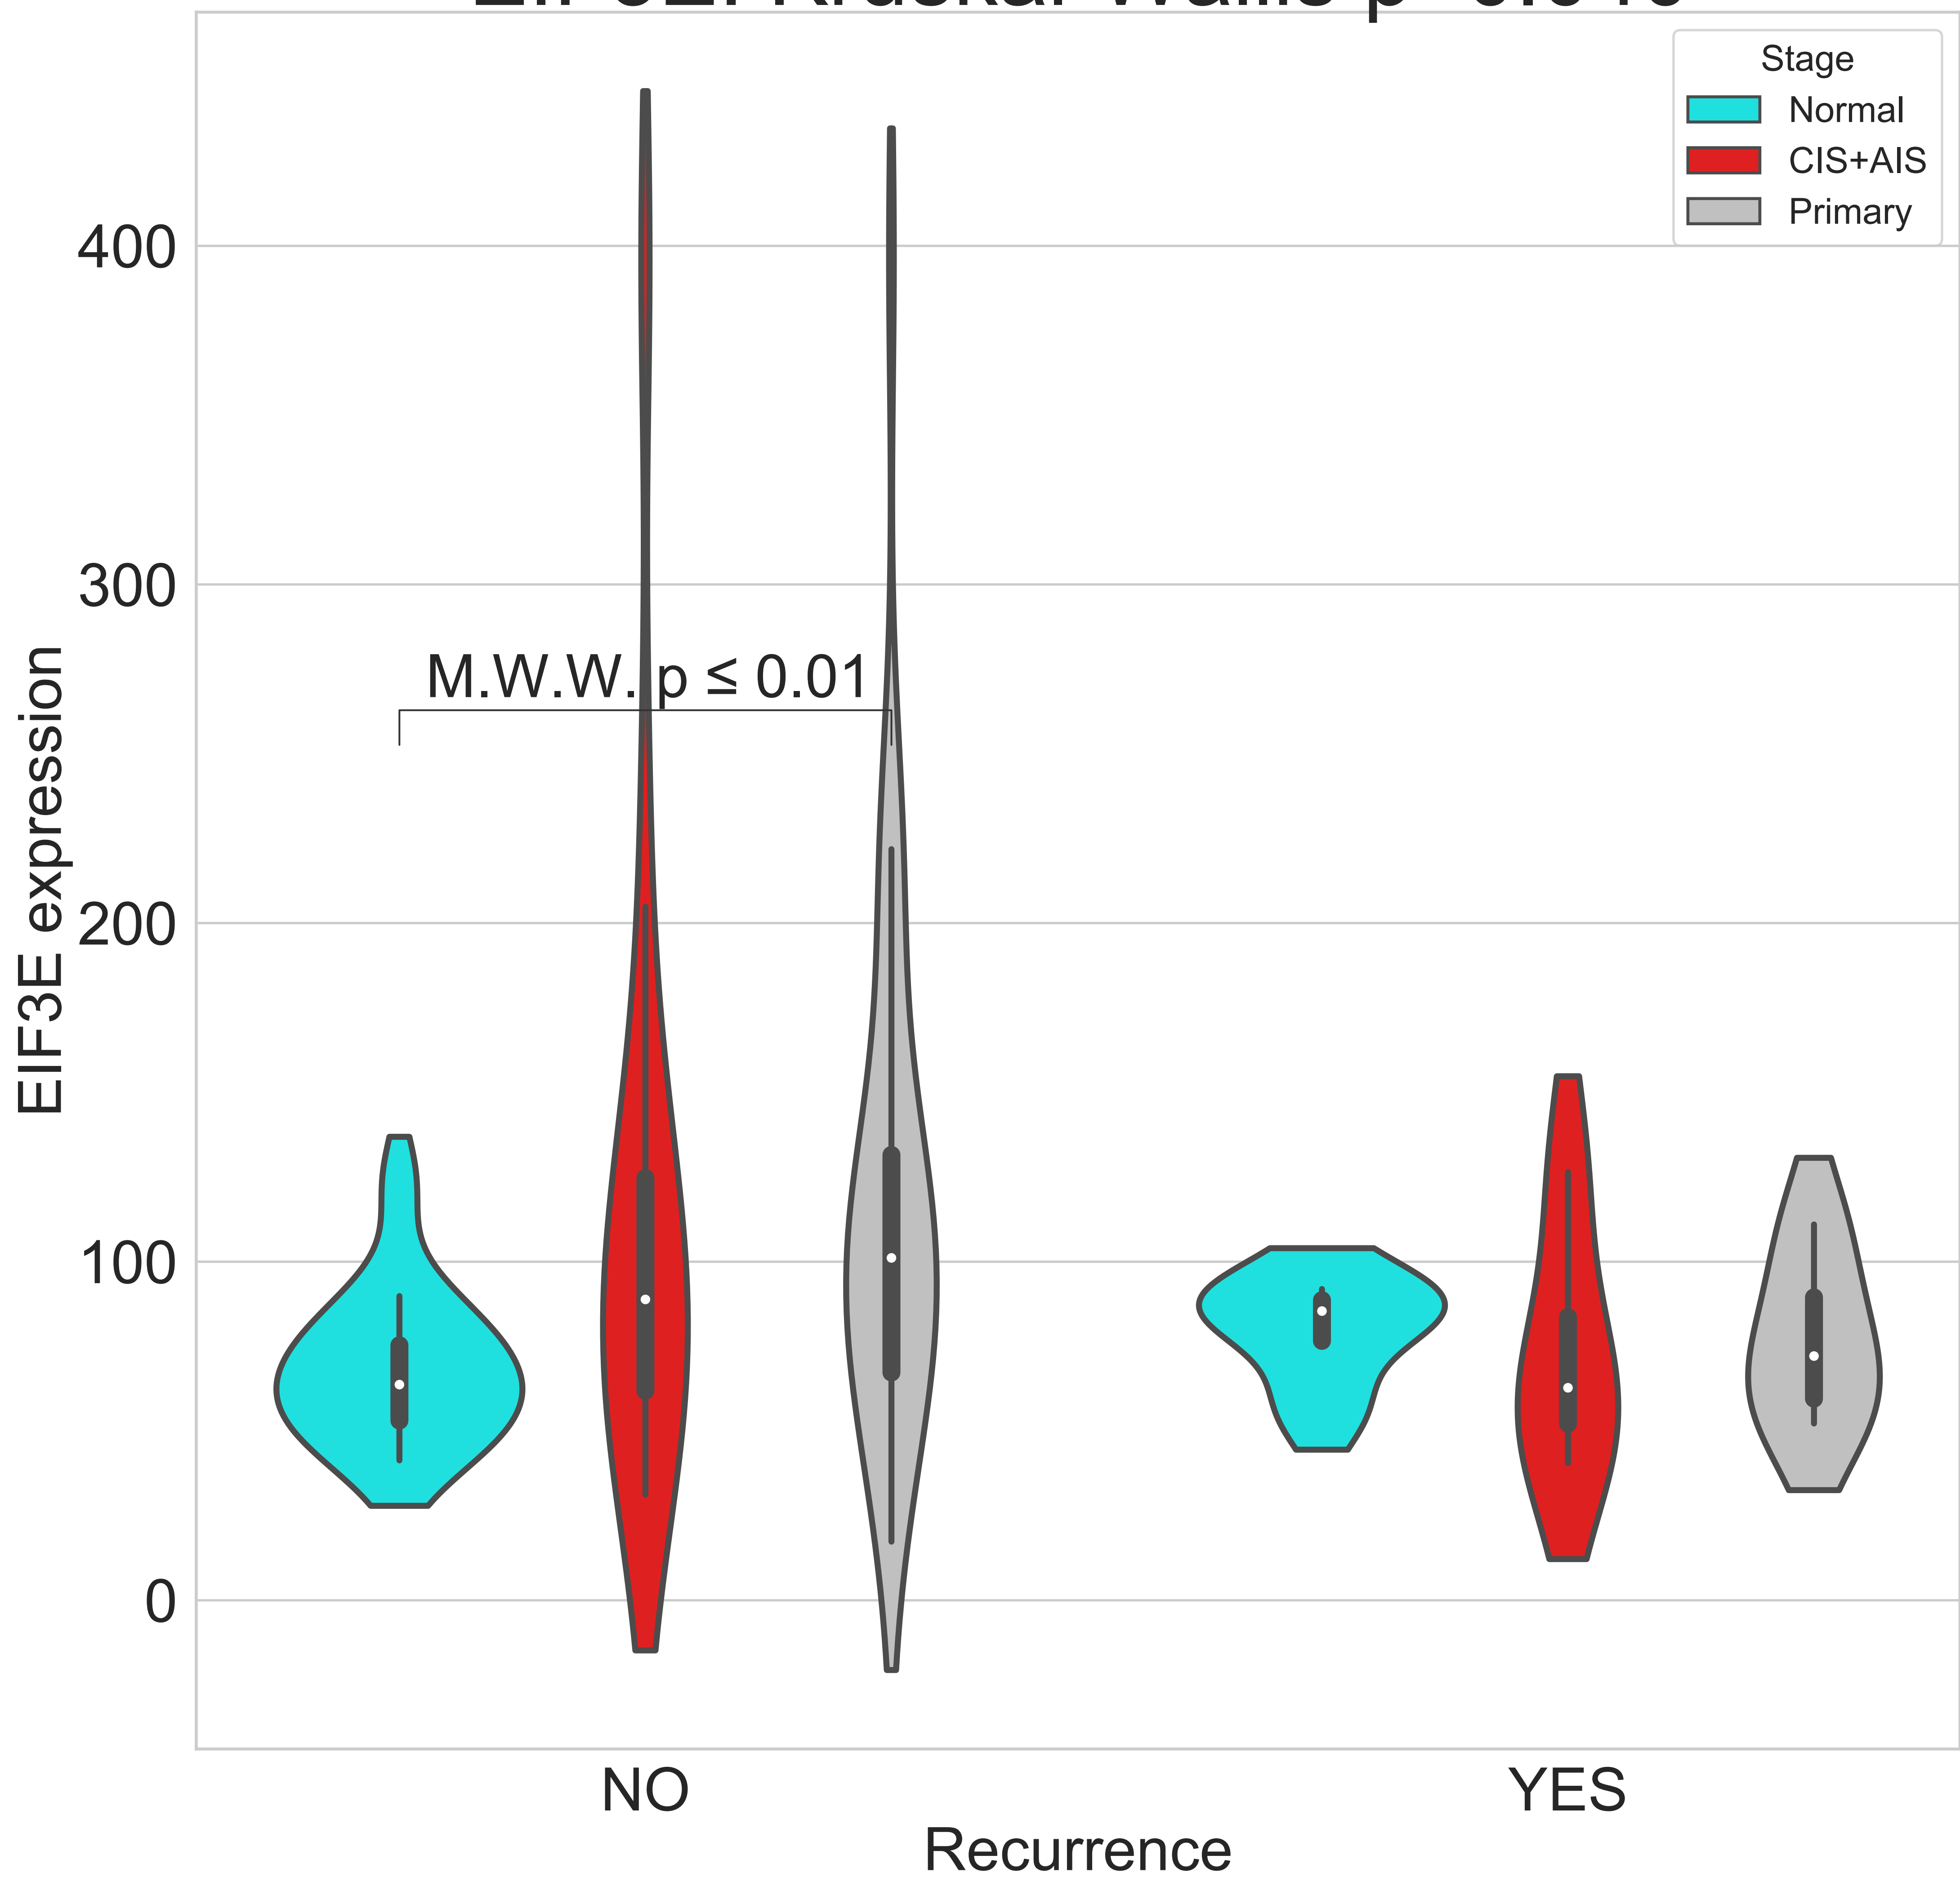 Stage
Normal
CIS+AIS
Primary
400
300
200
100
0
M.W.W. p ≤ 0.01
EIF3E expression
NO
YES
Recurrence